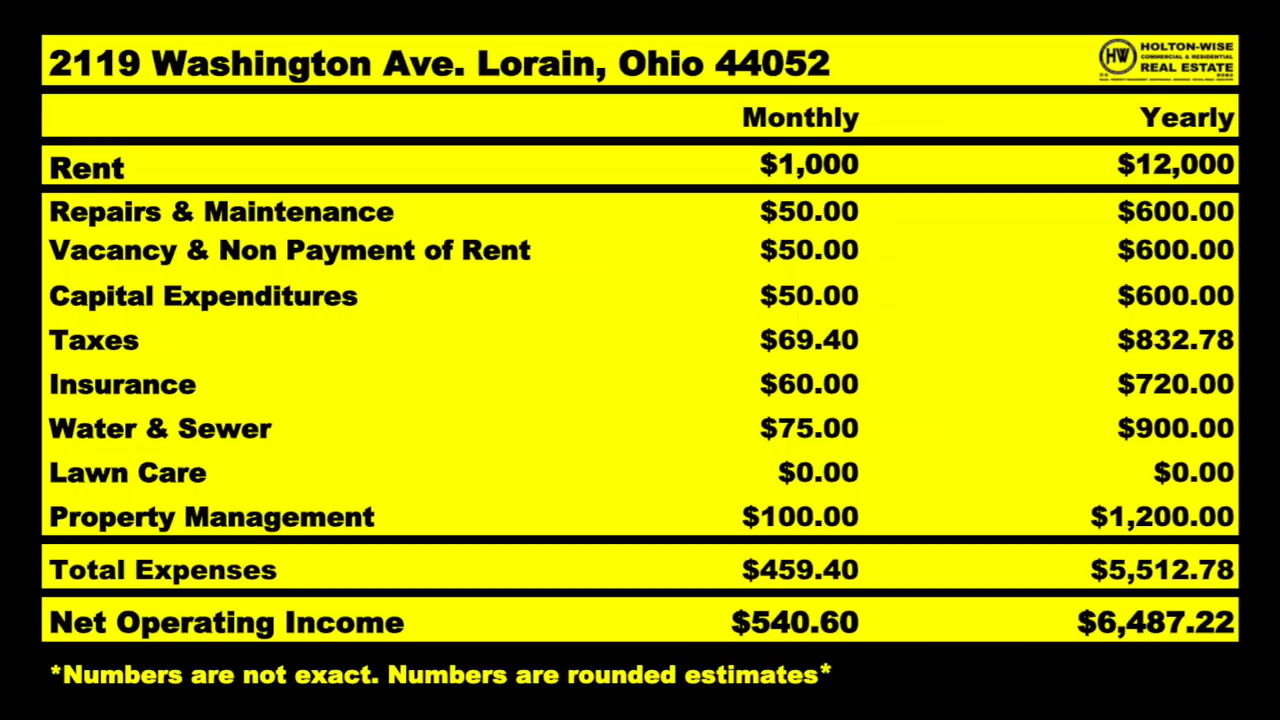 2119 Washington Ave. Lorain, Ohio 44052
HOLTON-WISE
COMMERCIAL & RESIDENTIAL
REAL ESTATE
HW
Monthly Yearly
Rent $1,000 $12,000
Repairs & Maintenance $50.00 $600.00
Vacancy & Non Payment of Rent $50.00 $600.00
Capital Expenditures $50.00 $600.00
Taxes $69.40 $832.78
Insurance $60.00 $720.00
Water & Sewer $75.00 $900.00
Lawn Care $0.00 $0.00
Property Management $100.00 $1,200.00
Total Expenses $459.40 $5,512.78
Net Operating Income $540.60 $6,487.22
*Numbers are not exact. Numbers are rounded estimates*